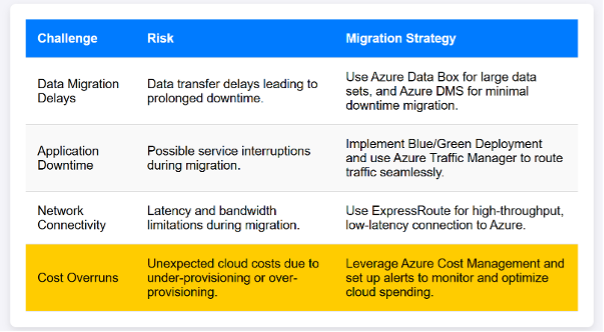 Challenge Risk Migration Strategy
Data Migration Delays
Data transfer delays leading to prolonged downtime.
Use Azure Data Box for large data sets, and Azure DMS for minimal downtime migration.
Application Downtime
Possible service interruptions during migration.
Implement Blue/Green Deployment and use Azure Traffic Manager to route traffic seamlessly.
Network Connectivity
Latency and bandwidth limitations during migration.
Use ExpressRoute for high-throughput, low-latency connection to Azure.
Cost Overruns
Unexpected cloud costs due to under-provisioning or over-provisioning.
Leverage Azure Cost Management and set up alerts to monitor and optimize cloud spending.